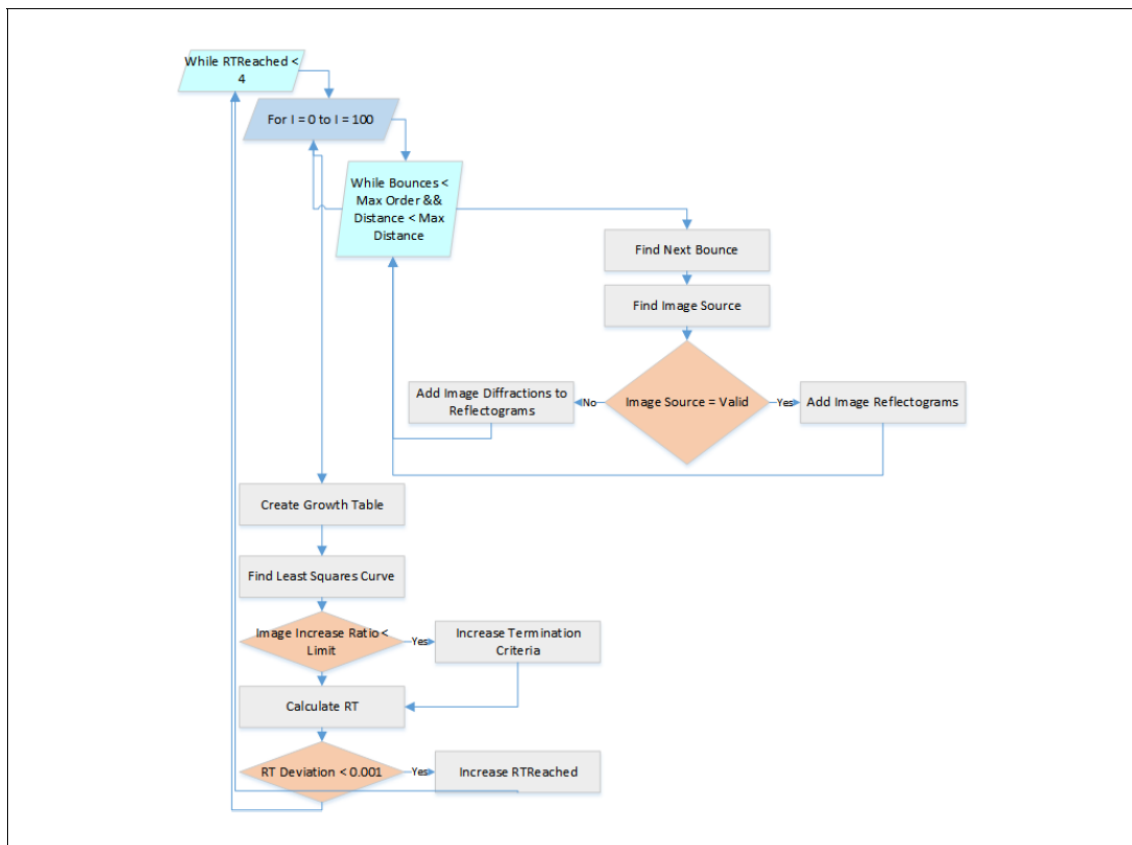 While RTReached <
4
For I = 0 to I = 100
While Bounces <
Max Order &&
Distance < Max
Distance
Find Next Bounce
Find Image Source
Add Image Diffractions to
Reflectograms
No
Image Source = Valid
Yes
Add Image Reflectograms
Create Growth Table
Find Least Squares Curve
Image Increase Ratio <
Limit
Yes
Increase Termination
Criteria
Calculate RT
RT Deviation < 0.001
Yes
Increase RTReached